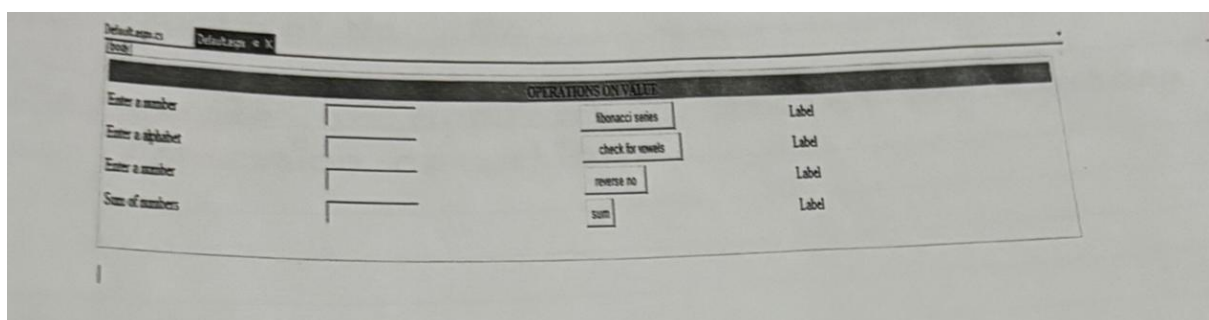 Default.aspx.cs
Default.aspx
(body)
OPERATIONS ON VALUE
Enter a number fibonacci series Label
Enter a alphabet check for vowels Label
Enter a number reverse no Label
Sum of numbers sum Label